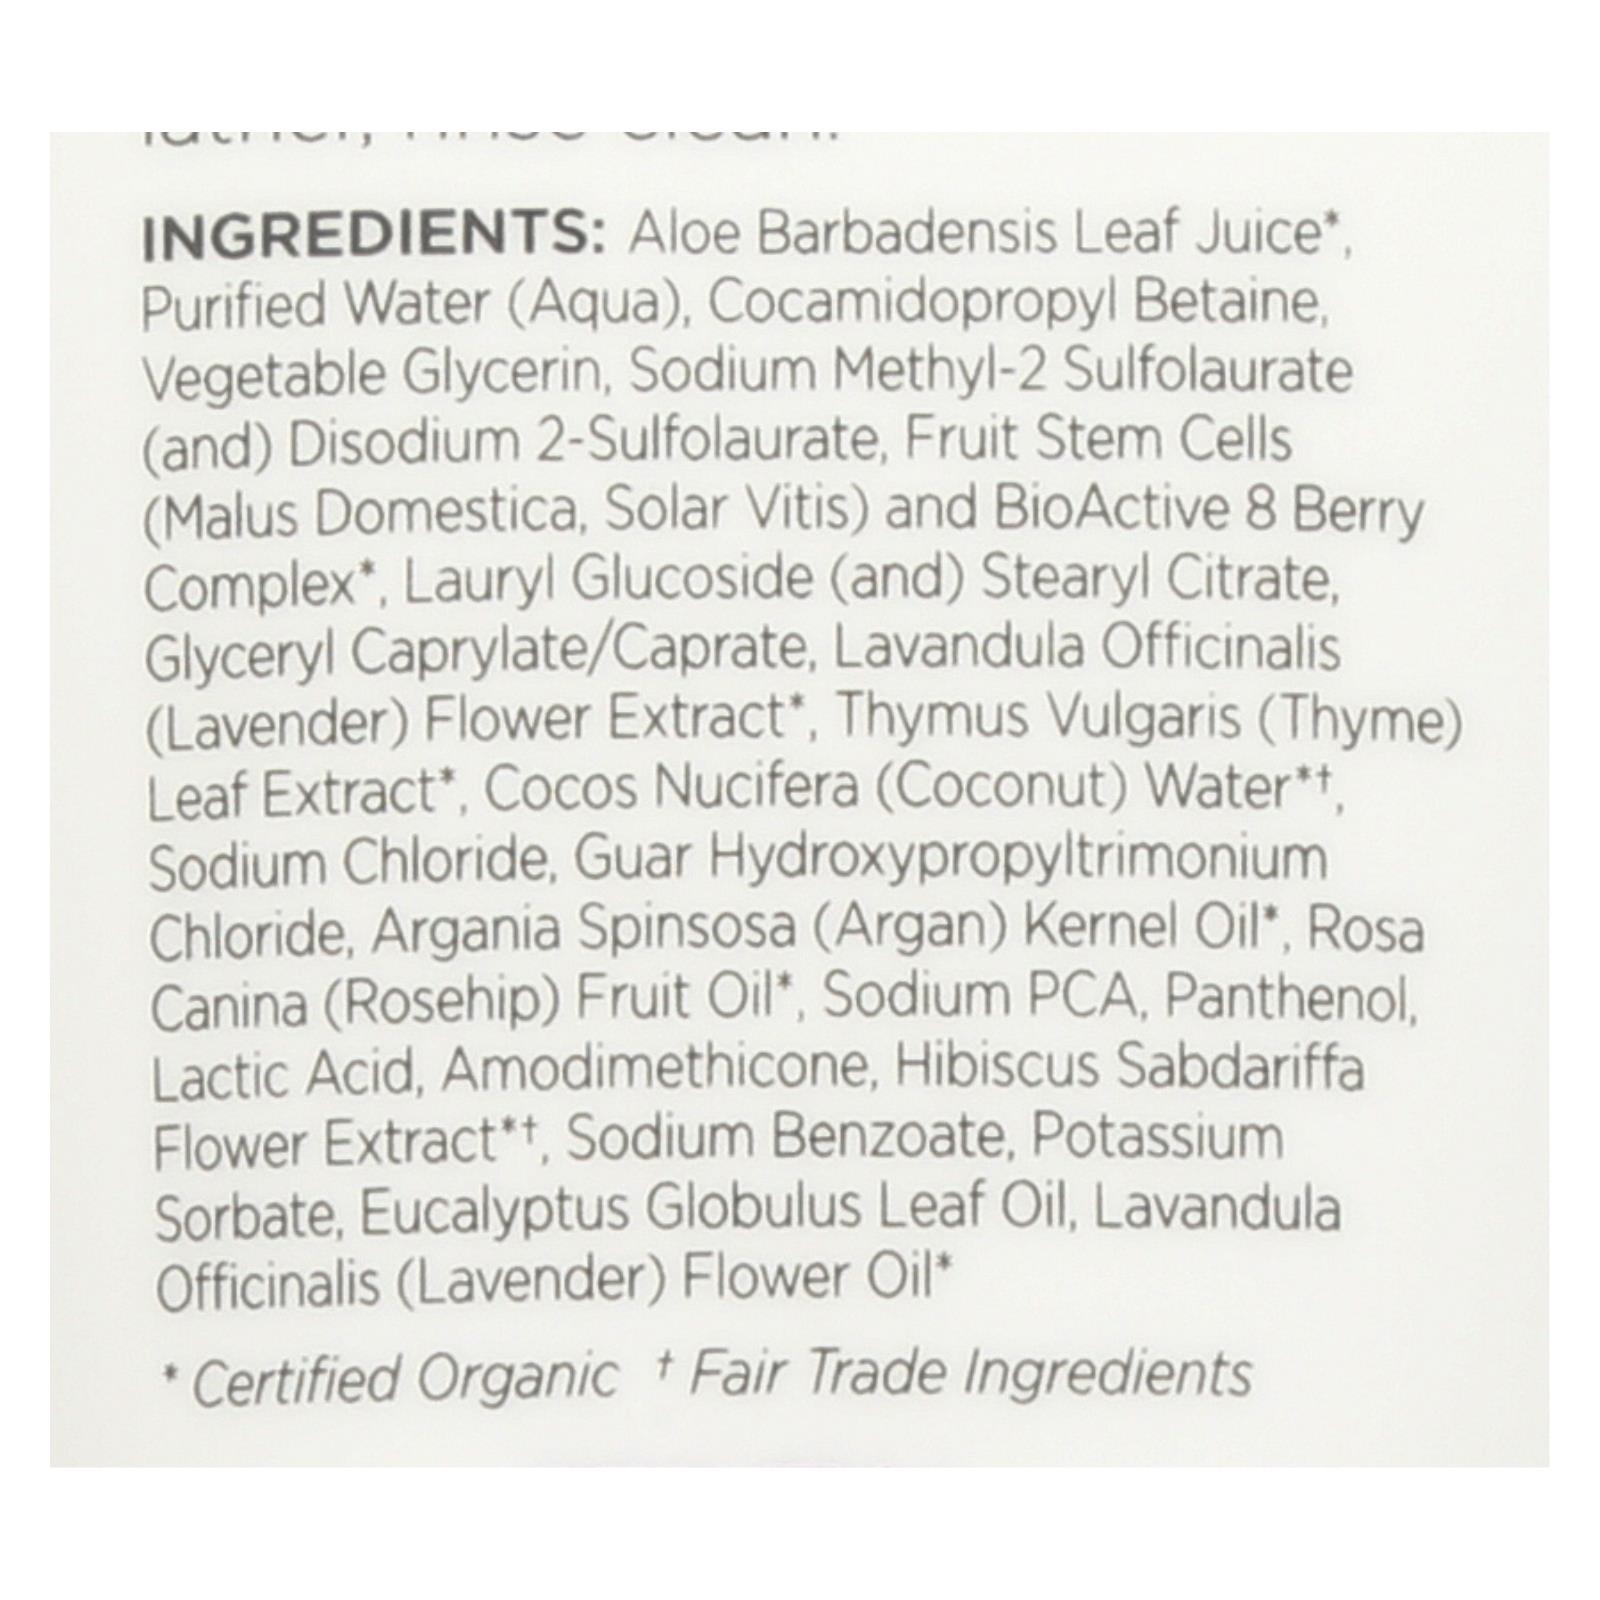 lather, rinse clean.
INGREDIENTS: Aloe Barbadensis Leaf Juice*,
Purified Water (Aqua), Cocamidopropyl Betaine,
Vegetable Glycerin, Sodium Methyl-2 Sulfolaurate
(and) Disodium 2-Sulfolaurate, Fruit Stem Cells
(Malus Domestica, Solar Vitis) and BioActive 8 Berry
Complex*, Lauryl Glucoside (and) Stearyl Citrate,
Glyceryl Caprylate/Caprate, Lavandula Officinalis
(Lavender) Flower Extract*, Thymus Vulgaris (Thyme)
Leaf Extract*, Cocos Nucifera (Coconut) Water*†,
Sodium Chloride, Guar Hydroxypropyltrimonium
Chloride, Argania Spinsosa (Argan) Kernel Oil*, Rosa
Canina (Rosehip) Fruit Oil*, Sodium PCA, Panthenol,
Lactic Acid, Amodimethicone, Hibiscus Sabdariffa
Flower Extract*†, Sodium Benzoate, Potassium
Sorbate, Eucalyptus Globulus Leaf Oil, Lavandula
Officinalis (Lavender) Flower Oil*
* Certified Organic † Fair Trade Ingredients